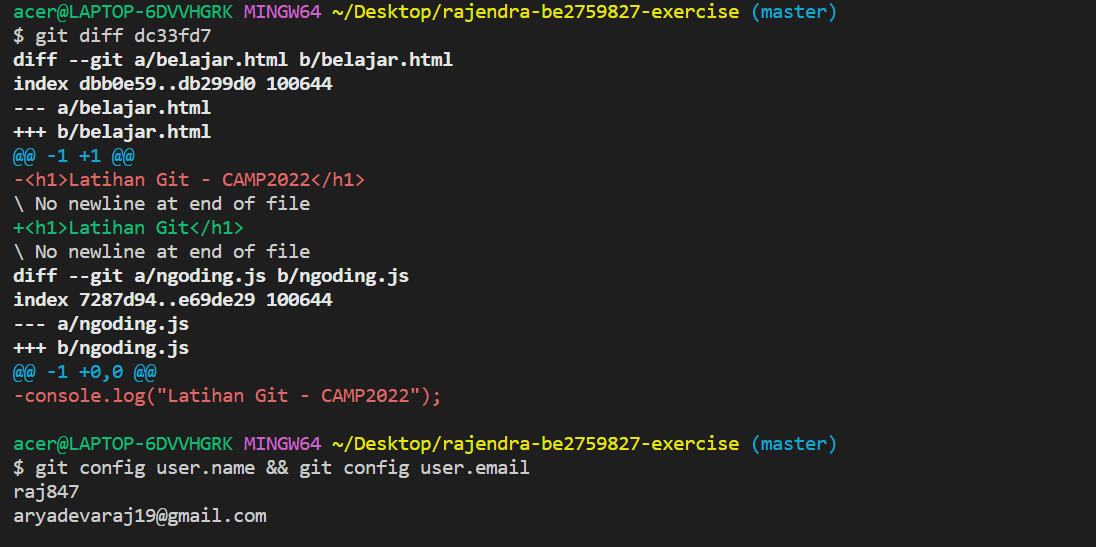 acer@LAPTOP-6DVVHGRK MINGW64 ~/Desktop/rajendra-be2759827-exercise (master)
$ git diff dc33fd7
diff --git a/belajar.html b/belajar.html
index dbb0e59..db299d0 100644
--- a/belajar.html
+++ b/belajar.html
@@ -1 +1 @@
-<h1>Latihan Git - CAMP2022</h1>
\ No newline at end of file
+<h1>Latihan Git</h1>
\ No newline at end of file
diff --git a/ngoding.js b/ngoding.js
index 7287d94..e69de29 100644
--- a/ngoding.js
+++ b/ngoding.js
@@ -1 +0,0 @@
-console.log("Latihan Git - CAMP2022");
acer@LAPTOP-6DVVHGRK MINGW64 ~/Desktop/rajendra-be2759827-exercise (master)
$ git config user.name && git config user.email
raj847
aryadevaraj19@gmail.com